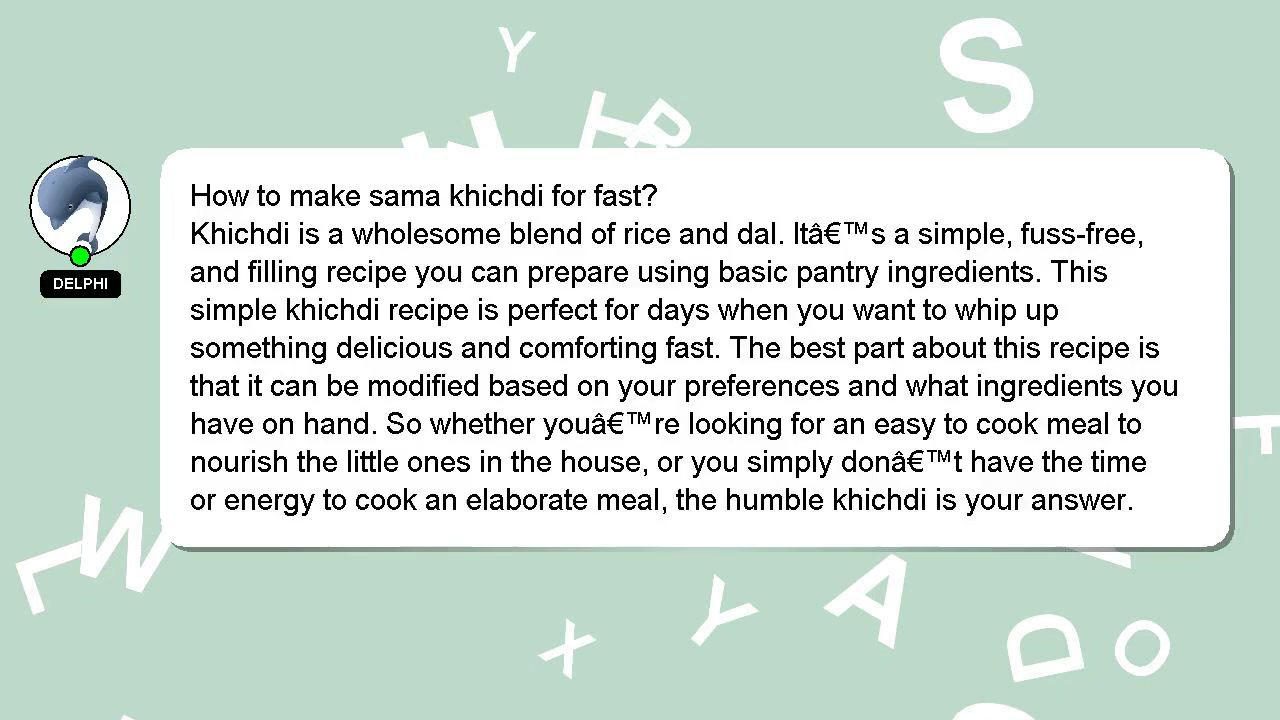 How to make sama khichdi for fast?
Khichdi is a wholesome blend of rice and dal. Itâ€™s a simple, fuss-free,
and filling recipe you can prepare using basic pantry ingredients. This
simple khichdi recipe is perfect for days when you want to whip up
something delicious and comforting fast. The best part about this recipe is
that it can be modified based on your preferences and what ingredients you
have on hand. So whether youâ€™re looking for an easy to cook meal to
nourish the little ones in the house, or you simply donâ€™t have the time
or energy to cook an elaborate meal, the humble khichdi is your answer.
DELPHI
Y
S
W
T
R
T
W
L
A
Y
X
D
O